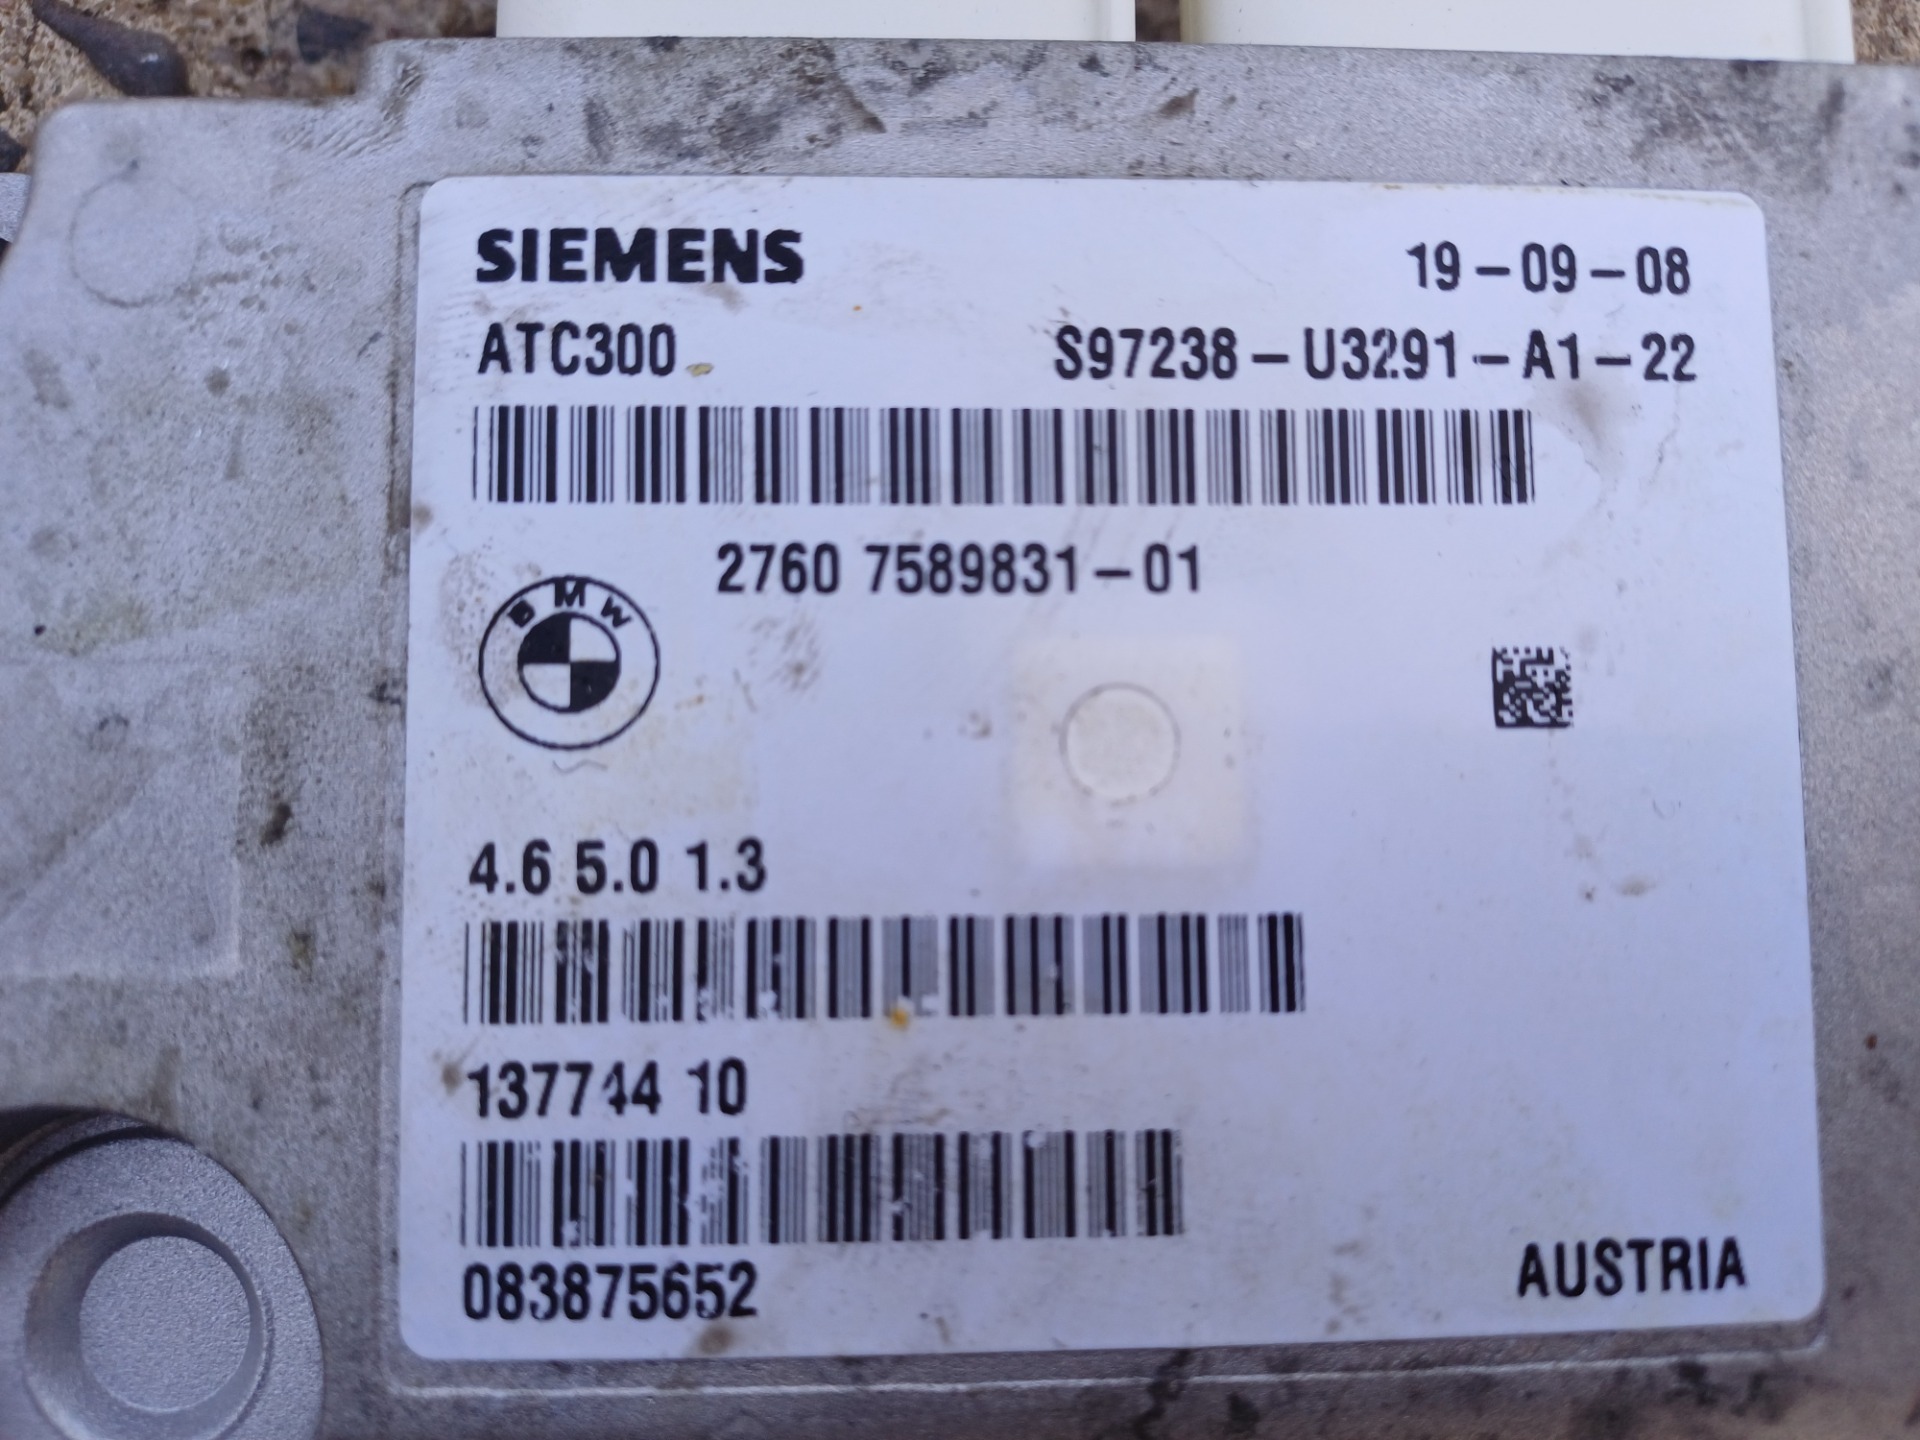 SIEMENS 19-09-08
ATC300 S97238-U3291-A1-22
2760 7589831-01
BMW
4.6 5.0 1.3
137744 10
083875652
AUSTRIA